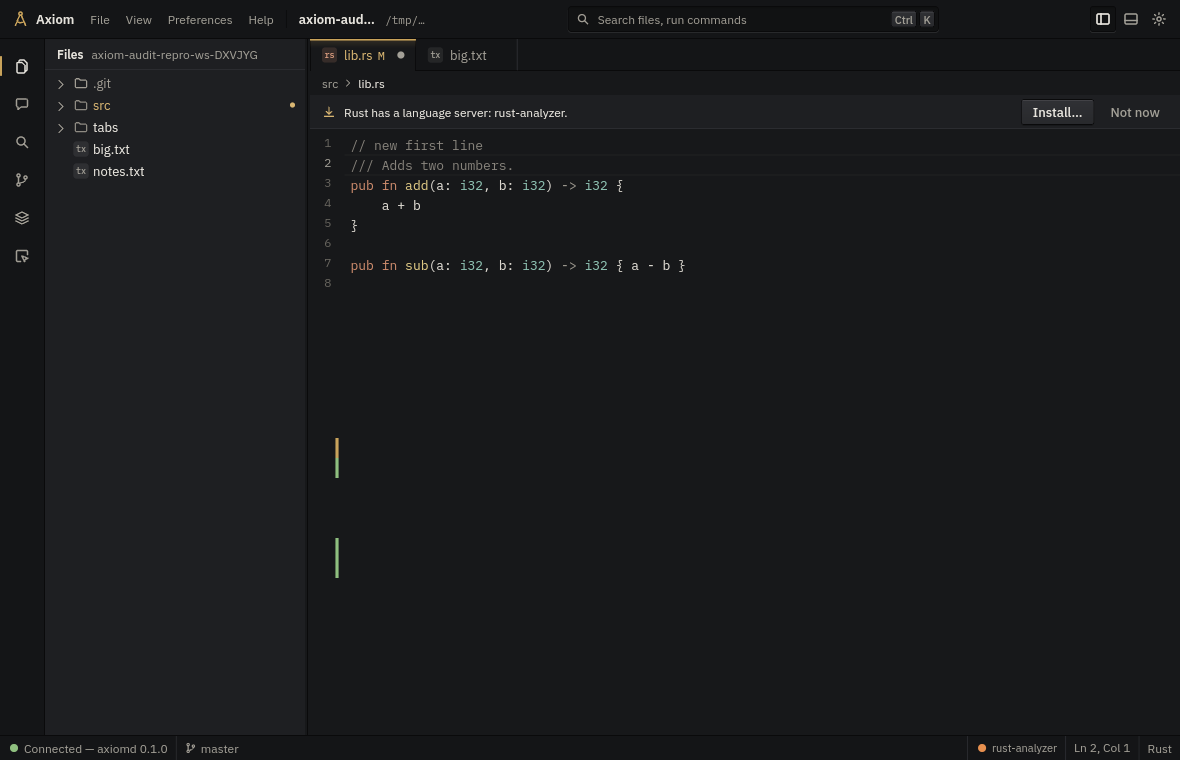 Axiom File View Preferences Help axiom-aud... /tmp/… Search files, run commands Ctrl K
Files axiom-audit-repro-ws-DXVJYG
.git
src
tabs
tx big.txt
tx notes.txt
rs lib.rs M tx big.txt
src lib.rs
Rust has a language server: rust-analyzer. Install... Not now
1 // new first line
2 /// Adds two numbers.
3 pub fn add(a: i32, b: i32) -> i32 {
4 a + b
5 }
6
7 pub fn sub(a: i32, b: i32) -> i32 { a - b }
8
Connected — axiomd 0.1.0 master rust-analyzer Ln 2, Col 1 Rust